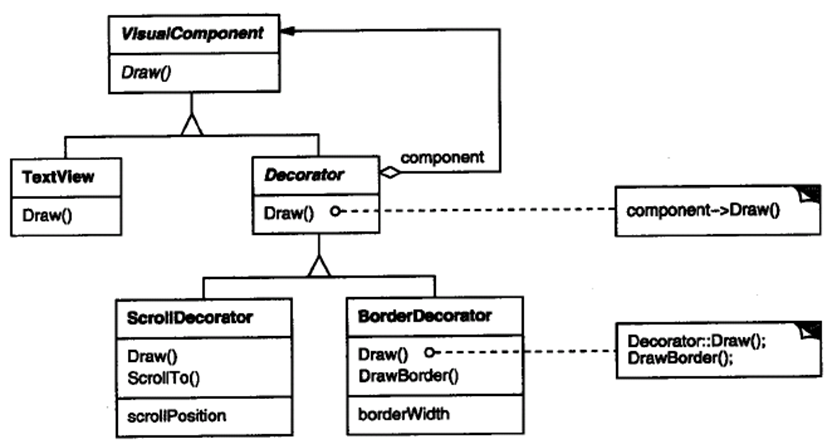 VisualComponent
Draw()
component
TextView
Draw()
Decorator
Draw()
component–>Draw()
ScrollDecorator
Draw()
ScrollTo()
scrollPosition
BorderDecorator
Draw()
DrawBorder()
borderWidth
Decorator::Draw();
DrawBorder();